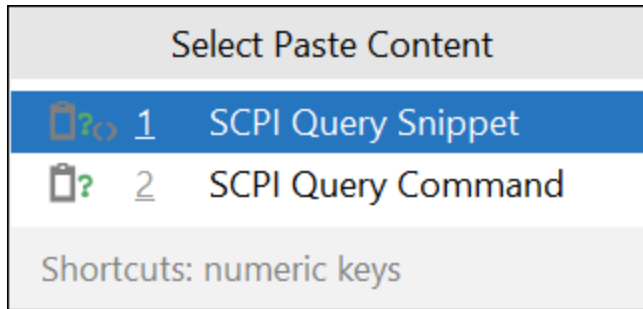 Select Paste Content
1 SCPI Query Snippet
2 SCPI Query Command
Shortcuts: numeric keys